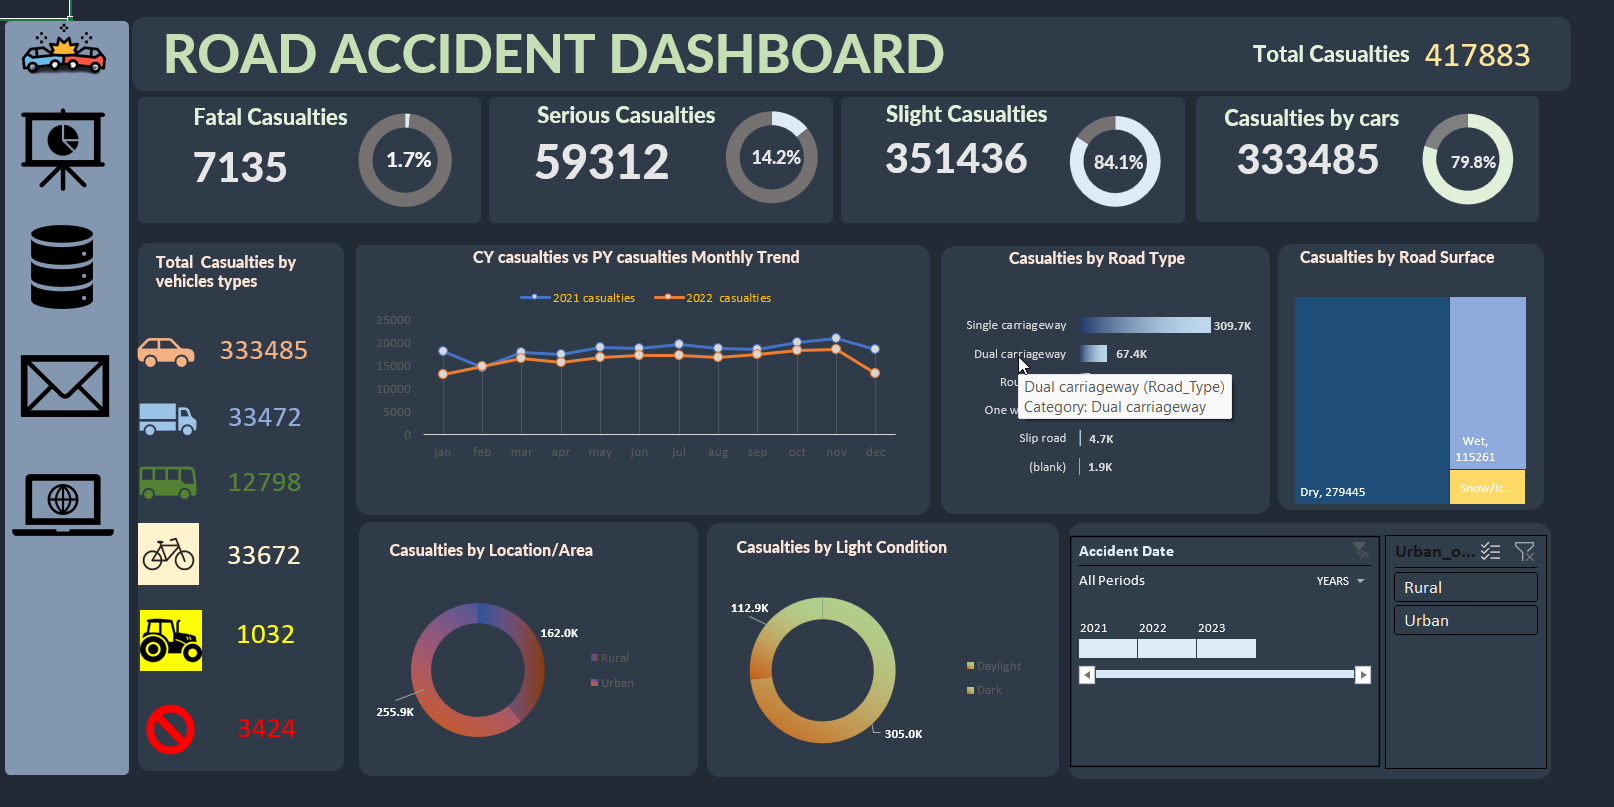 ROAD ACCIDENT DASHBOARD
Total Casualties 417883
Fatal Casualties
7135
1.7%
Serious Casualties
59312
14.2%
Slight Casualties
351436
84.1%
Casualties by cars
333485
79.8%
Total Casualties by
vehicles types
333485
33472
12798
33672
1032
3424
CY casualties vs PY casualties Monthly Trend
2021 casualties 2022 casualties
25000
20000
15000
10000
5000
0
jan feb mar apr may jun jul aug sep oct nov dec
Casualties by Road Type
Single carriageway 309.7K
Dual carriageway 67.4K
Rou
One w
Dual carriageway (Road_Type)
Category: Dual carriageway
Slip road 4.7K
(blank) 1.9K
Casualties by Road Surface
Wet,
115261
Dry, 279445
Snow/Ic...
Casualties by Location/Area
162.0K
Rural
Urban
255.9K
Casualties by Light Condition
112.9K
Daylight
Dark
305.0K
Accident Date
All Periods YEARS
2021 2022 2023
Urban_o...
Rural
Urban